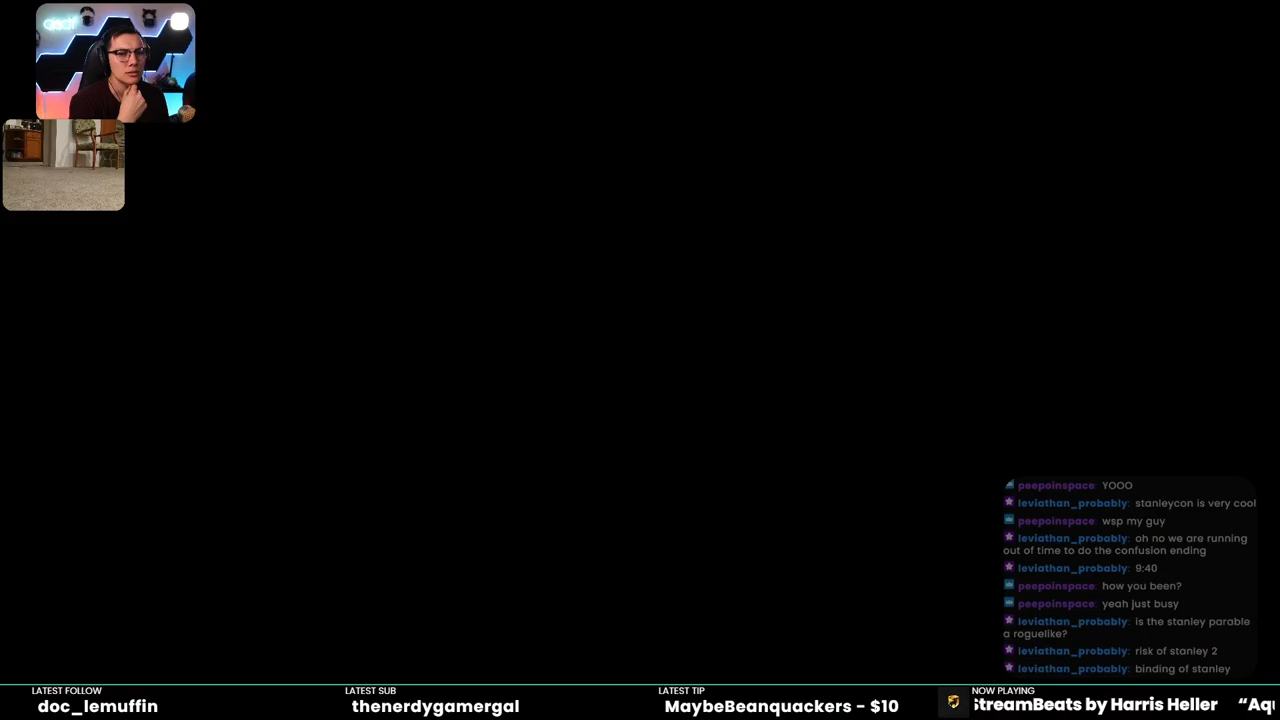 peepoinspace: YOOO
leviathan_probably: stanleycon is very cool
peepoinspace: wsp my guy
leviathan_probably: oh no we are running
out of time to do the confusion ending
leviathan_probably: 9:40
peepoinspace: how you been?
peepoinspace: yeah just busy
leviathan_probably: is the stanley parable
a roguelike?
leviathan_probably: risk of stanley 2
leviathan_probably: binding of stanley
LATEST FOLLOW
doc_lemuffin
LATEST SUB
thenerdygamergal
LATEST TIP
MaybeBeanquackers - $10
NOW PLAYING
StreamBeats by Harris Heller “Aqu